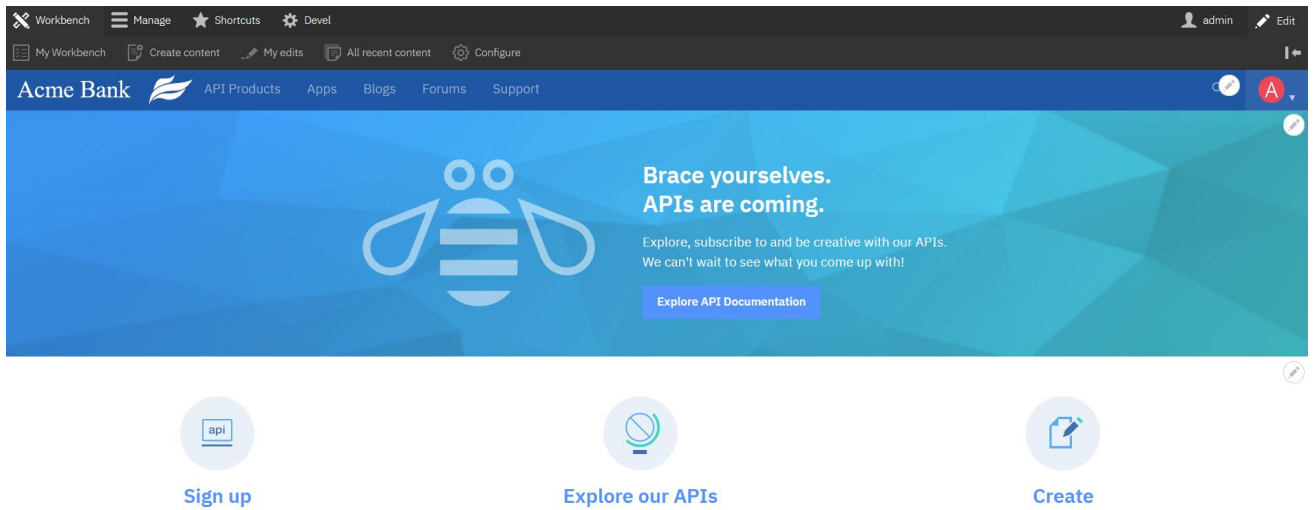 Workbench Manage Shortcuts Devel admin Edit
My Workbench Create content My edits All recent content Configure
Acme Bank API Products Apps Blogs Forums Support A
Brace yourselves.
APIs are coming.
Explore, subscribe to and be creative with our APIs.
We can't wait to see what you come up with!
Explore API Documentation
api
Sign up Explore our APIs Create